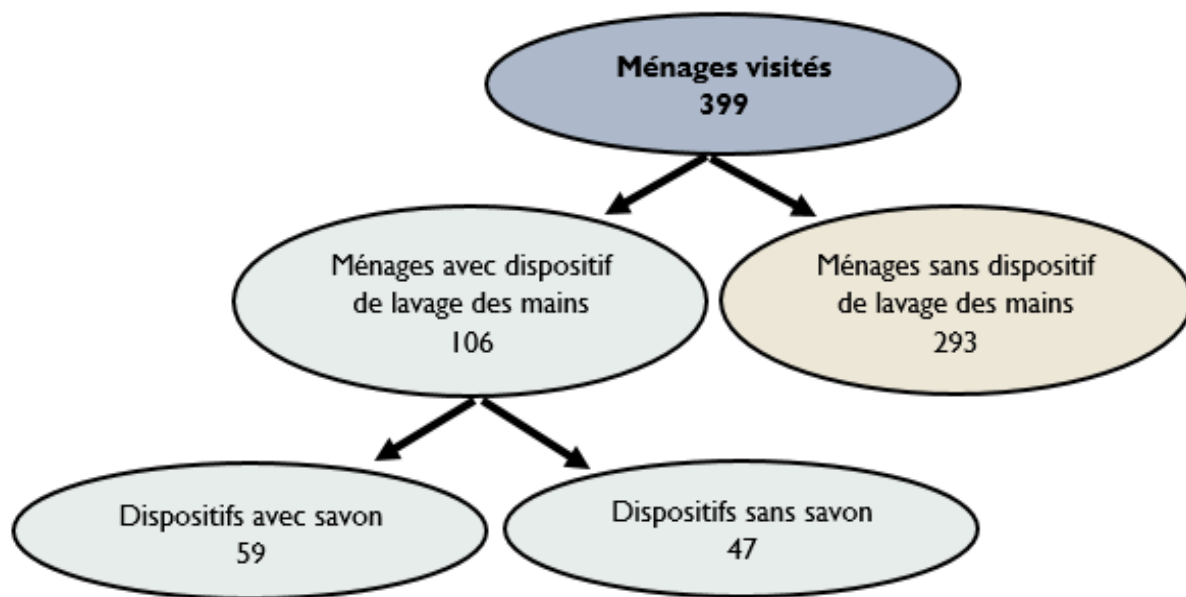 Ménages visités
399
Ménages avec dispositif
de lavage des mains
106
Ménages sans dispositif
de lavage des mains
293
Dispositifs avec savon
59
Dispositifs sans savon
47